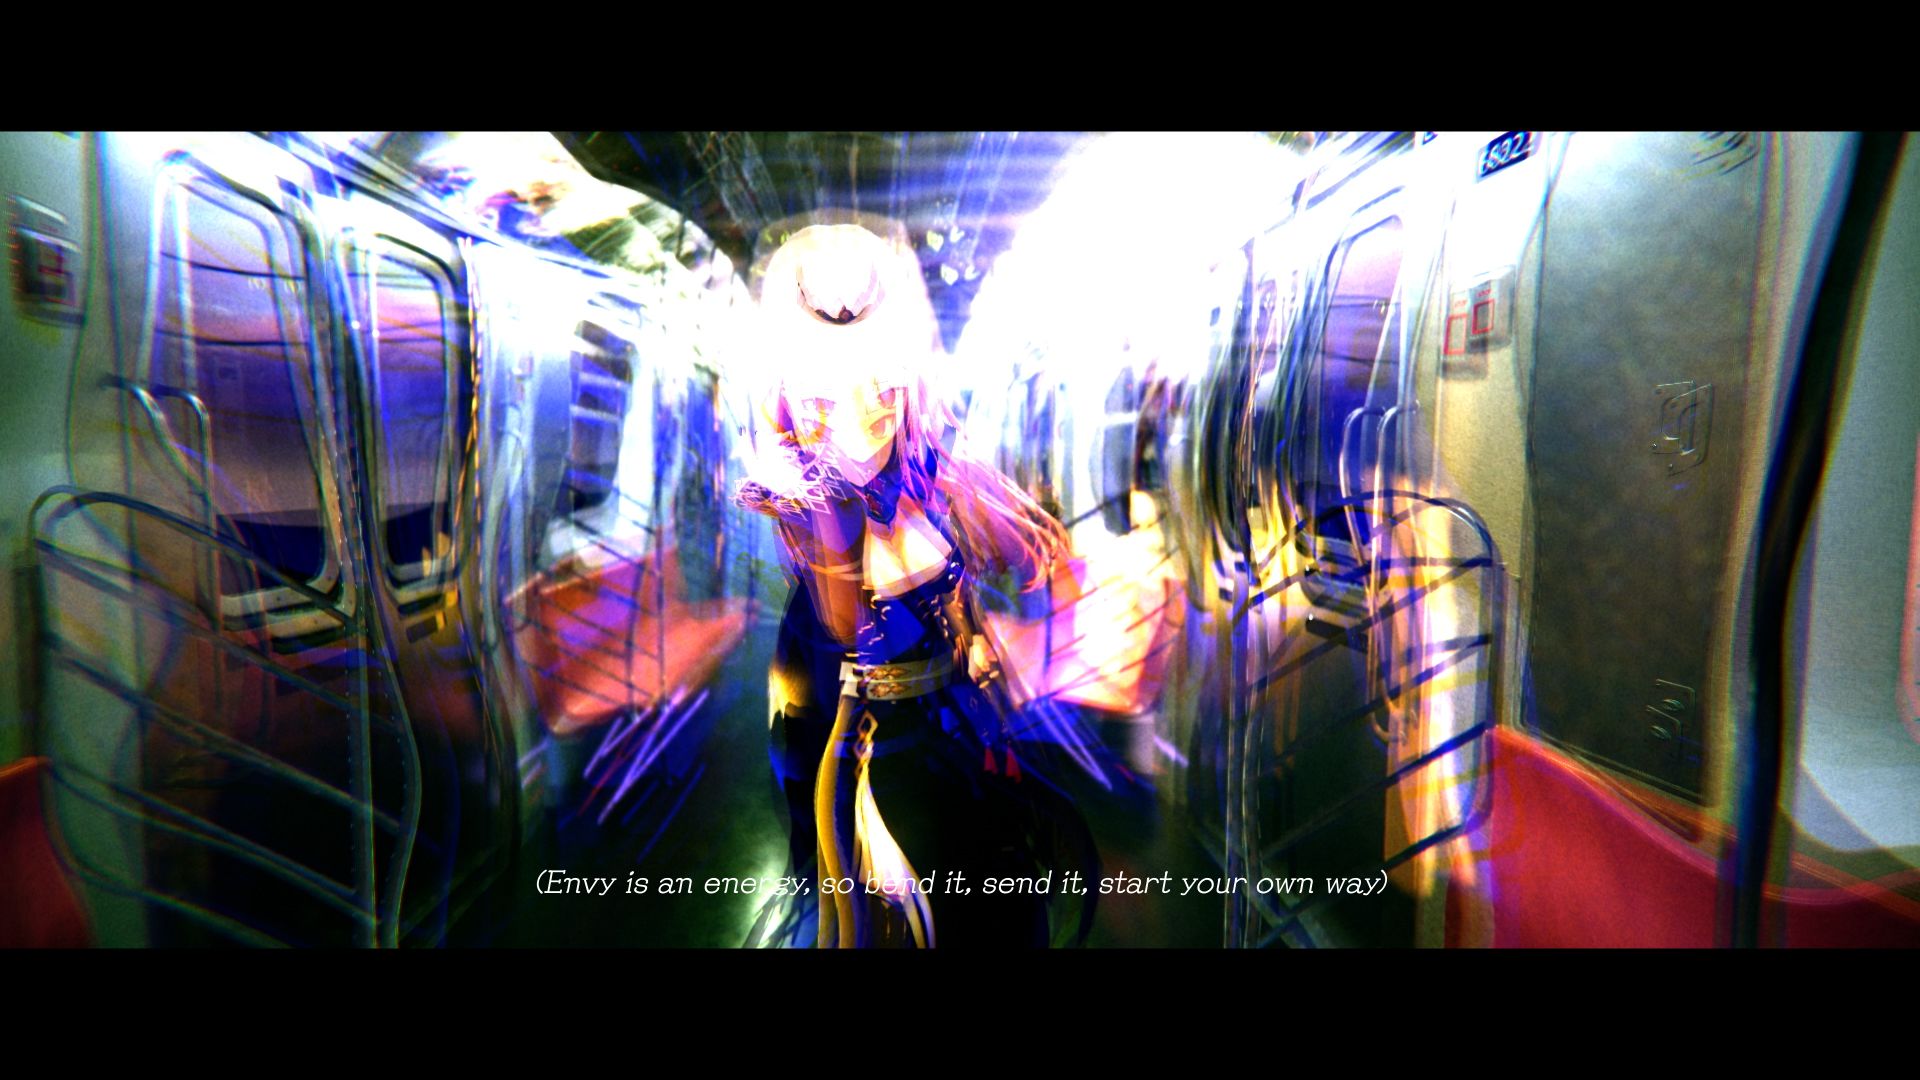 (Envy is an energy, so bend it, send it, start your own way)